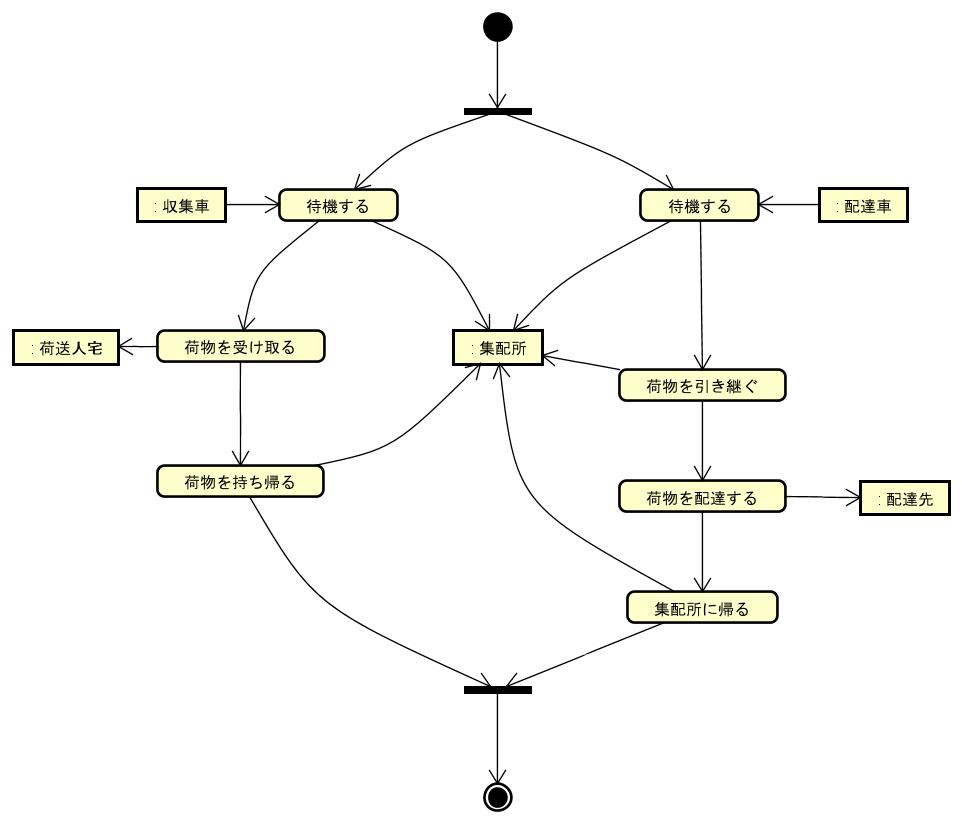 : 収集車
待機する
待機する
: 配達車
: 荷送人宅
荷物を受け取る
: 集配所
荷物を引き継ぐ
荷物を持ち帰る
荷物を配達する
: 配達先
集配所に帰る